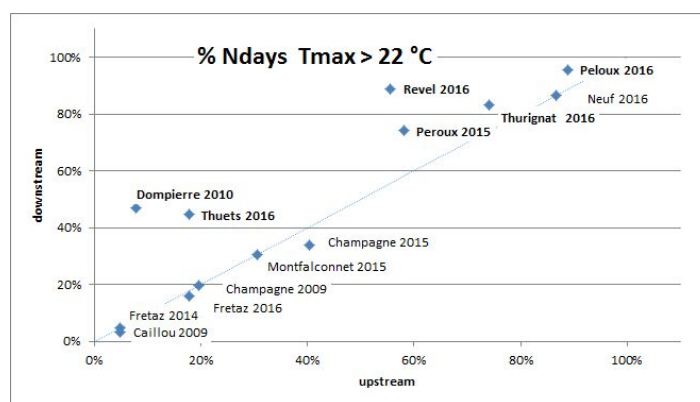 % Ndays Tmax > 22 °C
100%
80%
60%
40%
20%
0%
downstream
Peloux 2016
Revel 2016
Neuf 2016
Thurignat 2016
Peroux 2015
Dompierre 2010
Thuets 2016
Champagne 2015
Montfalconnet 2015
Champagne 2009
Fretaz 2016
Fretaz 2014
Caillou 2009
0% 20% 40% 60% 80% 100%
upstream